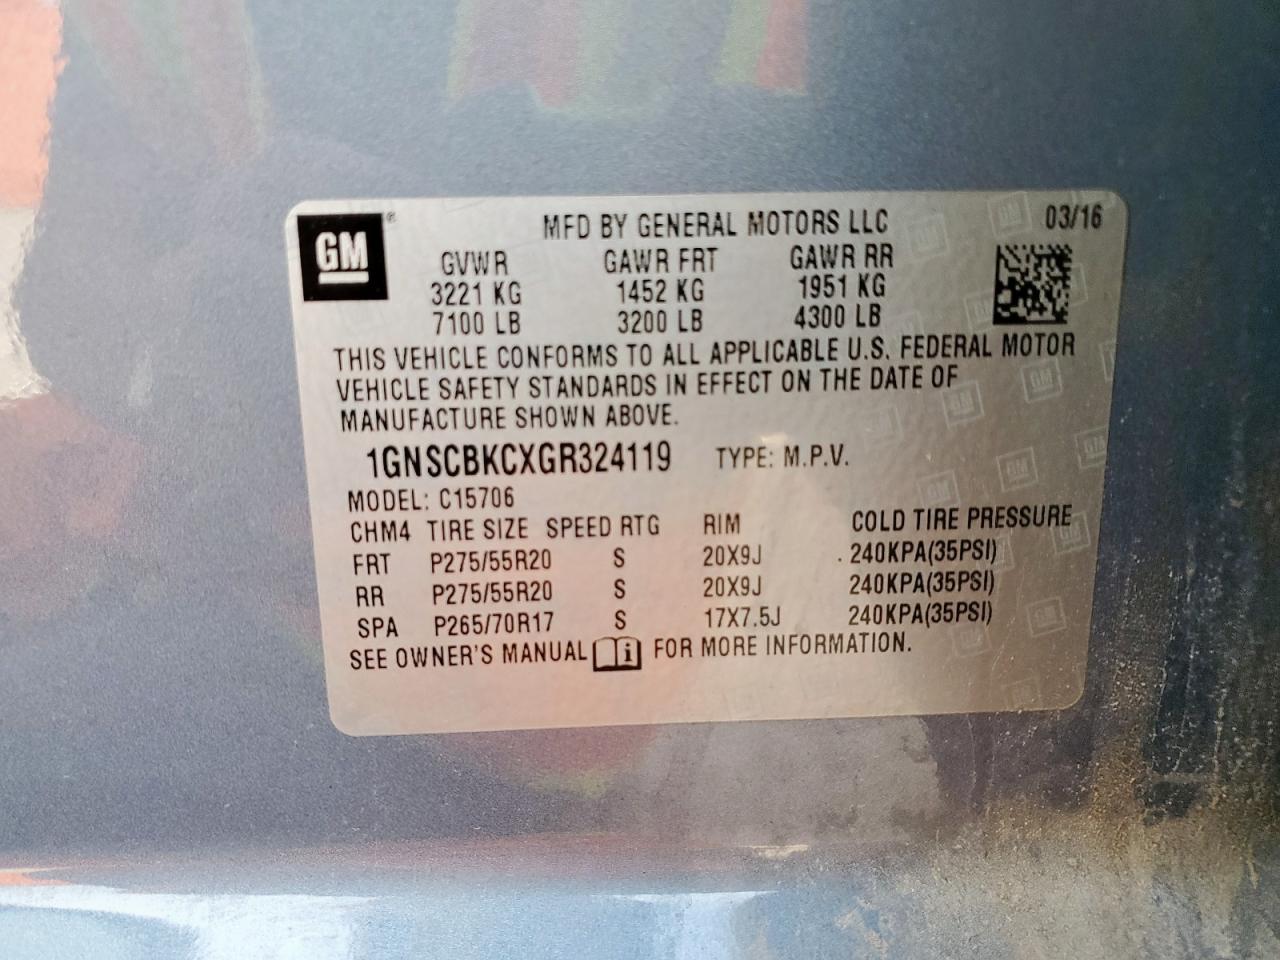 GM ®
MFD BY GENERAL MOTORS LLC 03/16
GVWR GAWR FRT GAWR RR
3221 KG 1452 KG 1951 KG
7100 LB 3200 LB 4300 LB
THIS VEHICLE CONFORMS TO ALL APPLICABLE U.S. FEDERAL MOTOR
VEHICLE SAFETY STANDARDS IN EFFECT ON THE DATE OF
MANUFACTURE SHOWN ABOVE.
1GNSCBKCXGR324119 TYPE: M.P.V.
MODEL: C15706
CHM4 TIRE SIZE SPEED RTG RIM COLD TIRE PRESSURE
FRT P275/55R20 S 20X9J 240KPA(35PSI)
RR P275/55R20 S 20X9J 240KPA(35PSI)
SPA P265/70R17 S 17X7.5J 240KPA(35PSI)
SEE OWNER'S MANUAL i FOR MORE INFORMATION.